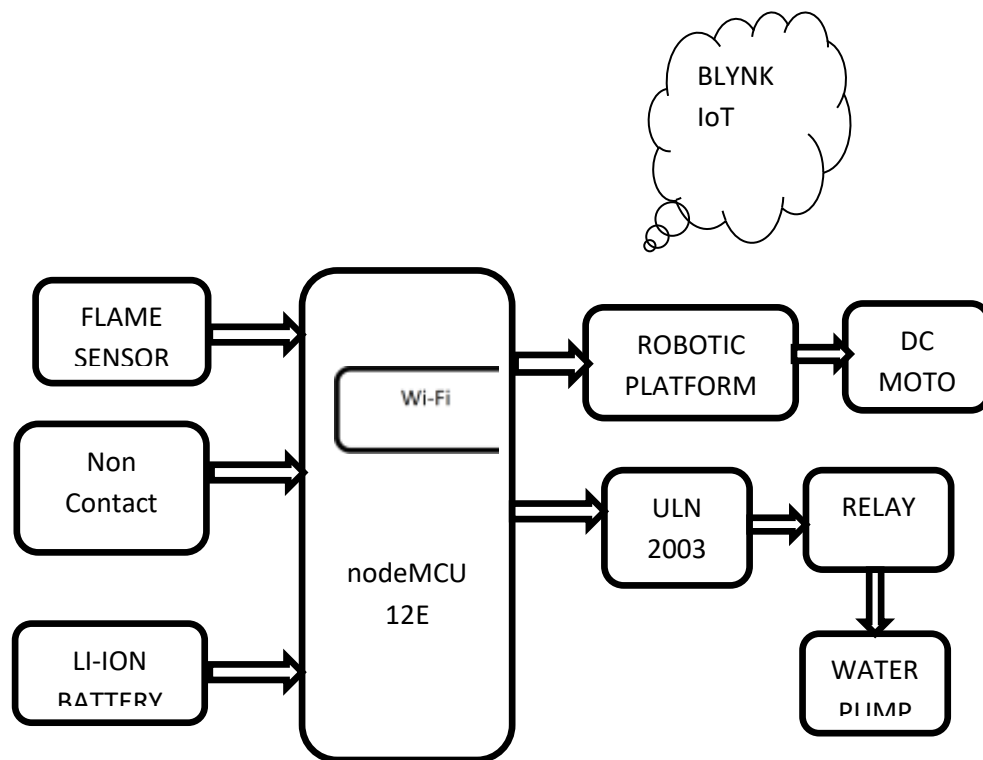 BLYNK
IoT
FLAME
SENSOR
Wi-Fi
ROBOTIC
PLATFORM
DC
MOTO
Non
Contact
nodeMCU
12E
ULN
2003
RELAY
LI-ION
BATTERY
WATER
PUMP